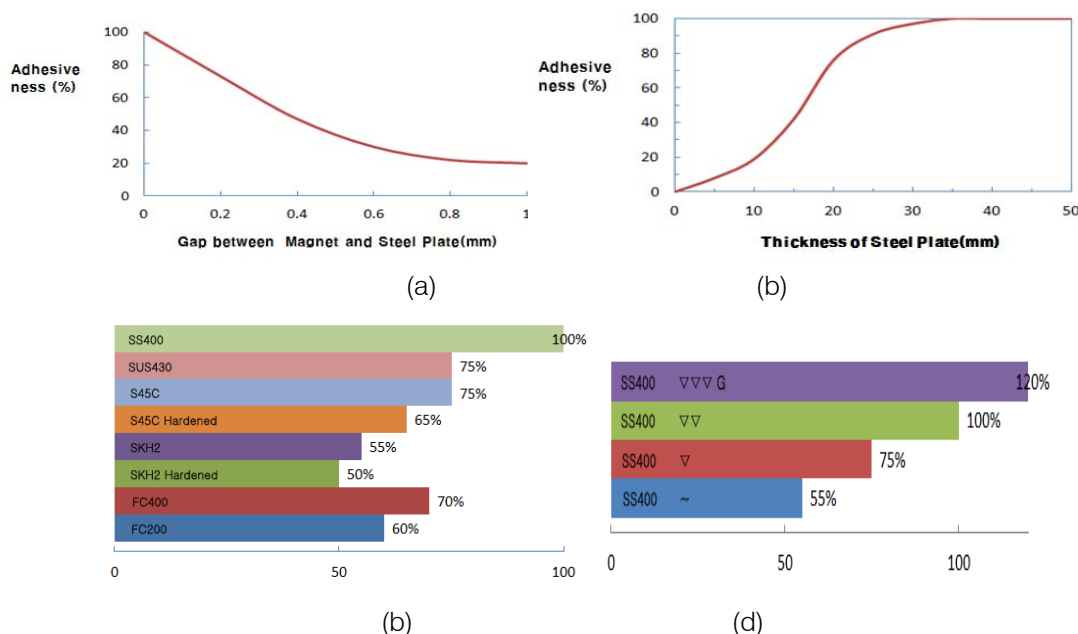 100
80
60
40
20
0
Adhesive
ness (%)
0 0.2 0.4 0.6 0.8 1
Gap between Magnet and Steel Plate(mm)
(a)
100
80
60
40
20
0
Adhesive
ness (%)
0 10 20 30 40 50
Thickness of Steel Plate(mm)
(b)
SS400 100%
SUS430 75%
S45C 75%
S45C Hardened 65%
SKH2 55%
SKH2 Hardened 50%
FC400 70%
FC200 60%
0 50 100
(b)
SS400 ▽▽▽ G 120%
SS400 ▽▽ 100%
SS400 ▽ 75%
SS400 ~ 55%
0 50 100
(d)